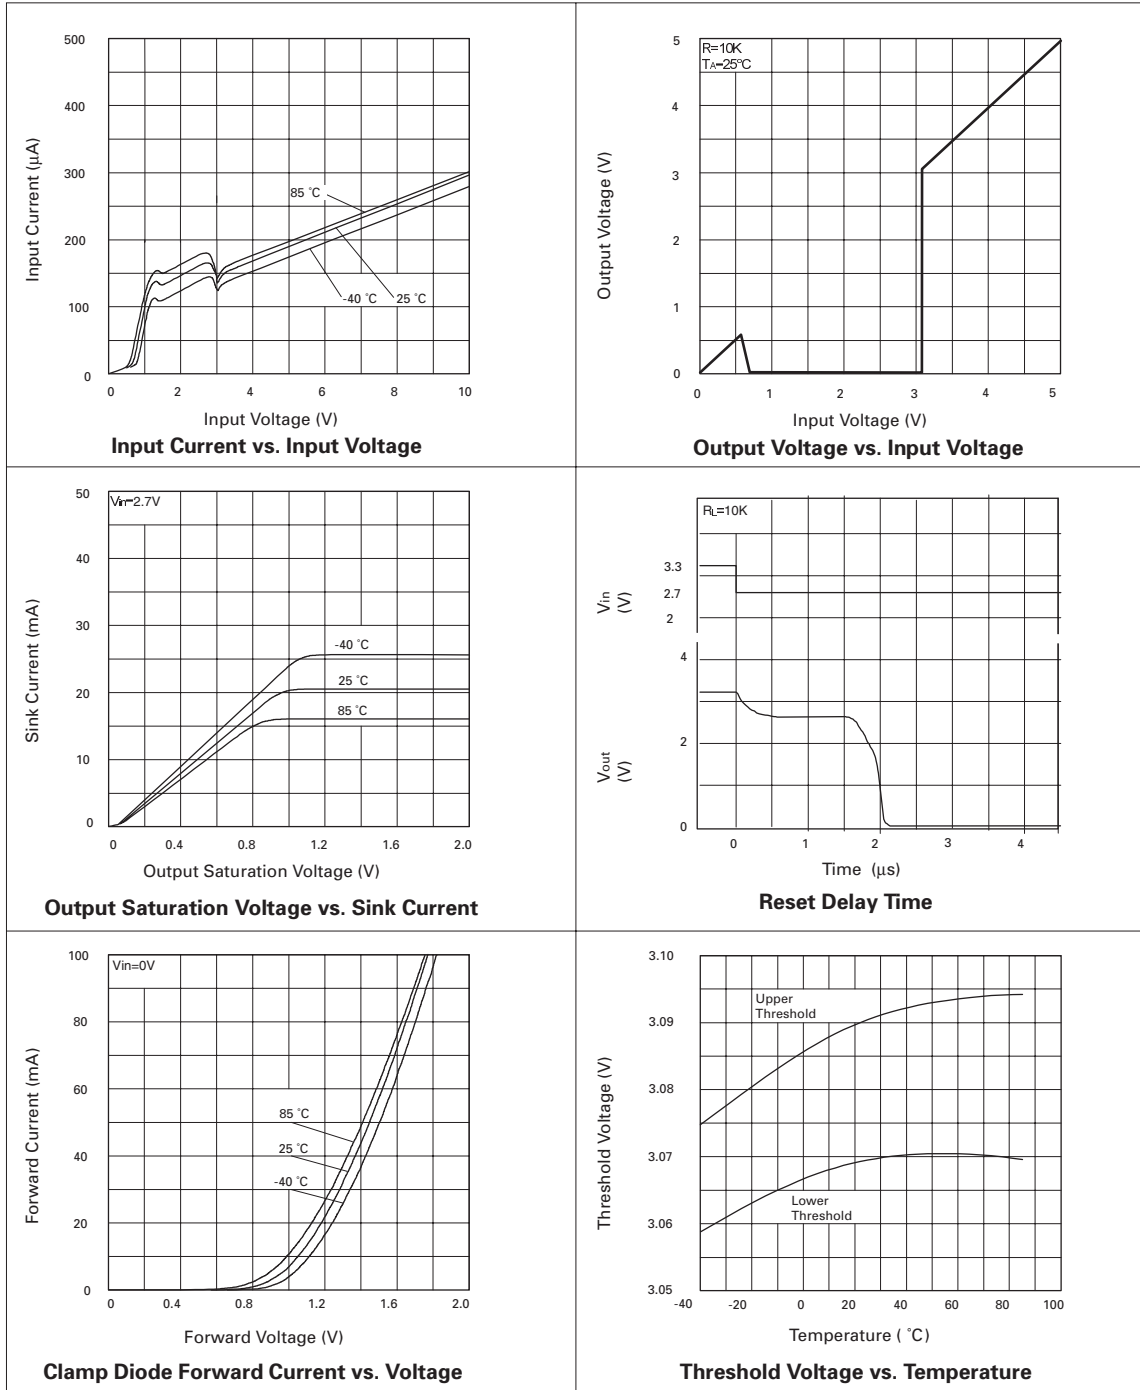 500
400
300
200
100
0
0 2 4 6 8 10
Input Current (µA)
85 ˚C
-40 ˚C 25 ˚C
Input Voltage (V)
Input Current vs. Input Voltage
R=10K
TA=25°C
5
4
3
2
1
0
0 1 2 3 4 5
Output Voltage (V)
Input Voltage (V)
Output Voltage vs. Input Voltage
Vin=2.7V
50
40
30
20
10
0
0 0.4 0.8 1.2 1.6 2.0
Sink Current (mA)
-40 ˚C
25 ˚C
85 ˚C
Output Saturation Voltage (V)
Output Saturation Voltage vs. Sink Current
RL=10K
3.3
2.7
2
Vin
(V)
4
2
0
Vout
(V)
0 1 2 3 4
Time (µs)
Reset Delay Time
Vin=0V
100
80
60
40
20
0
0 0.4 0.8 1.2 1.6 2.0
Forward Current (mA)
85 ˚C
25 ˚C
-40 ˚C
Forward Voltage (V)
Clamp Diode Forward Current vs. Voltage
3.10
3.09
3.08
3.07
3.06
3.05
-40 -20 0 20 40 60 80 100
Threshold Voltage (V)
Upper
Threshold
Lower
Threshold
Temperature ( ˚C)
Threshold Voltage vs. Temperature